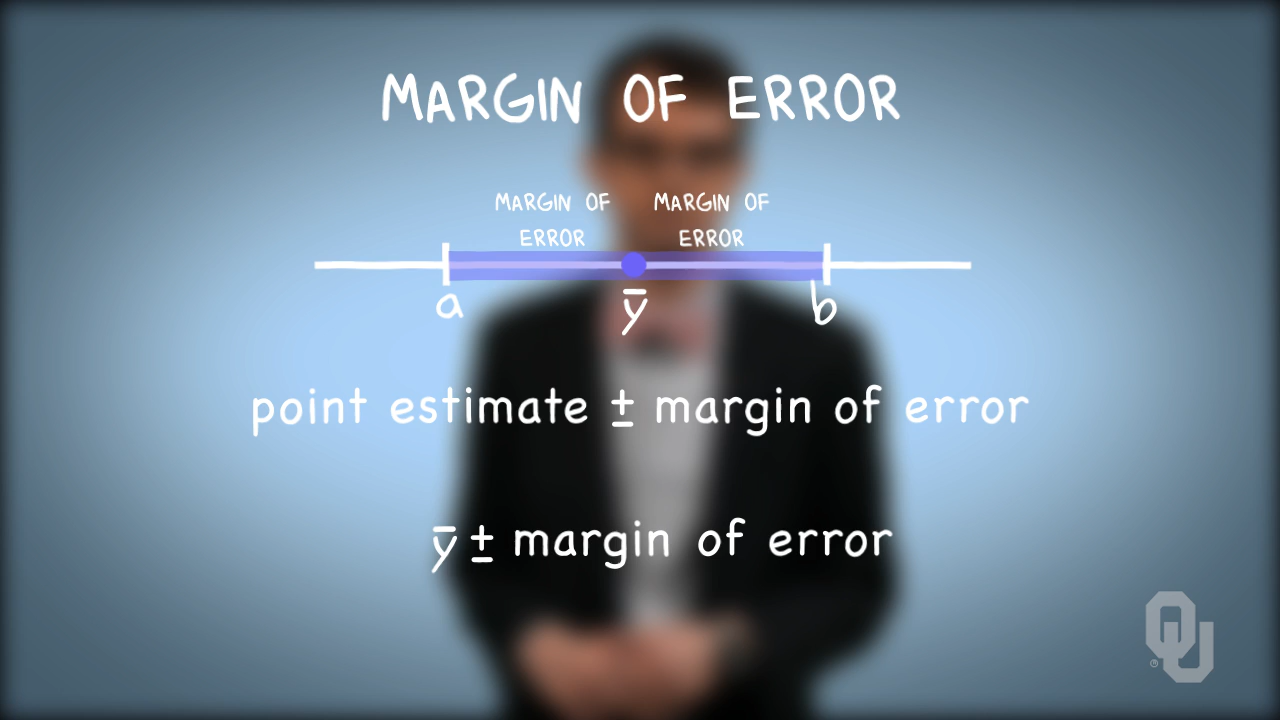 MARGIN OF ERROR
MARGIN OF MARGIN OF
ERROR ERROR
a ȳ b
point estimate ± margin of error
ȳ ± margin of error
OU
®